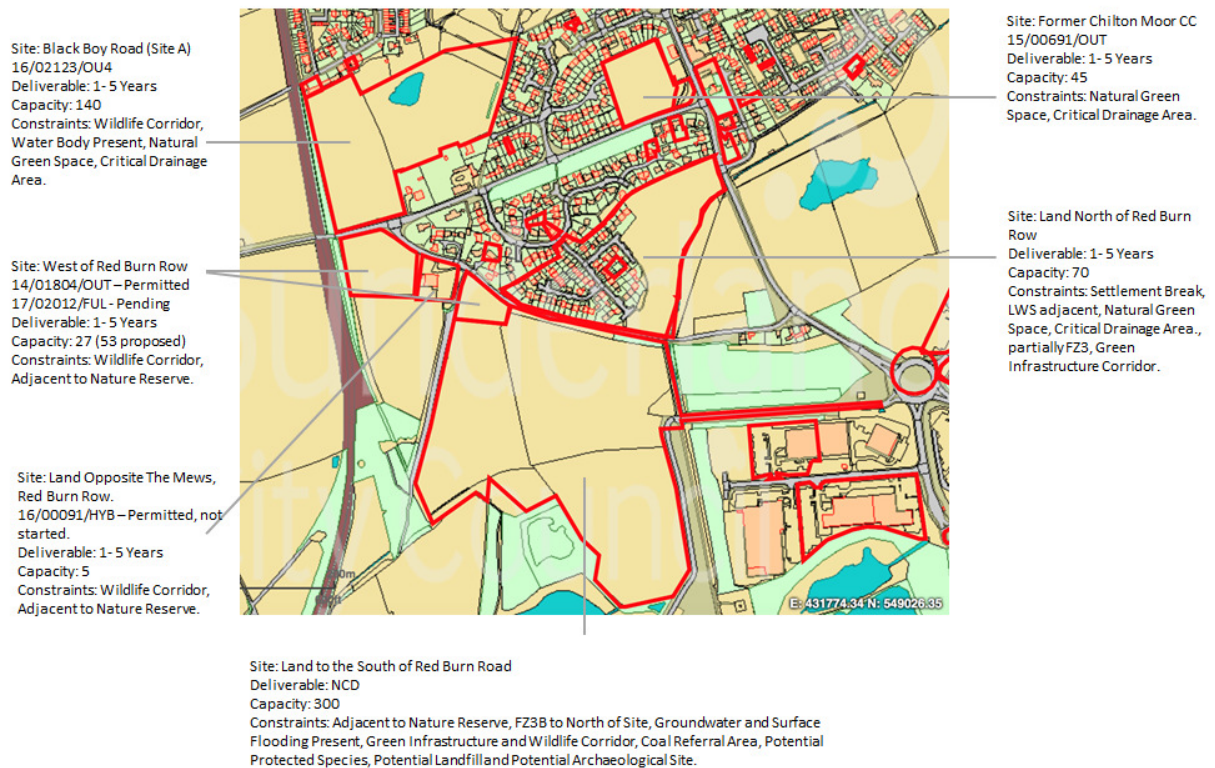 Site: Black Boy Road (Site A)
16/02123/OU4
Deliverable: 1- 5 Years
Capacity: 140
Constraints: Wildlife Corridor,
Water Body Present, Natural
Green Space, Critical Drainage
Area.
Site: West of Red Burn Row
14/01804/OUT – Permitted
17/02012/FUL - Pending
Deliverable: 1- 5 Years
Capacity: 27 (53 proposed)
Constraints: Wildlife Corridor,
Adjacent to Nature Reserve.
Site: Land Opposite The Mews,
Red Burn Row.
16/00091/HYB – Permitted, not
started.
Deliverable: 1- 5 Years
Capacity: 5
Constraints: Wildlife Corridor,
Adjacent to Nature Reserve.
Site: Former Chilton Moor CC
15/00691/OUT
Deliverable: 1- 5 Years
Capacity: 45
Constraints: Natural Green
Space, Critical Drainage Area.
Site: Land North of Red Burn
Row
Deliverable: 1- 5 Years
Capacity: 70
Constraints: Settlement Break,
LWS adjacent, Natural Green
Space, Critical Drainage Area.,
partially FZ3, Green
Infrastructure Corridor.
Sunderland
City Council
E: 431774.34 N: 549026.35
Site: Land to the South of Red Burn Road
Deliverable: NCD
Capacity: 300
Constraints: Adjacent to Nature Reserve, FZ3B to North of Site, Groundwater and Surface
Flooding Present, Green Infrastructure and Wildlife Corridor, Coal Referral Area, Potential
Protected Species, Potential Landfill and Potential Archaeological Site.